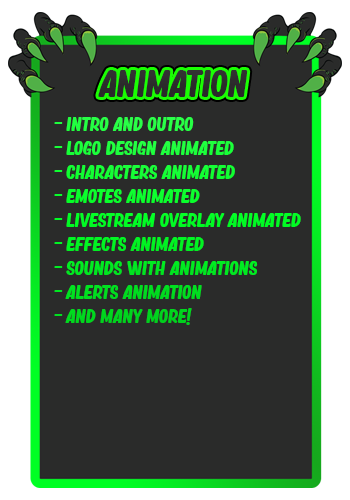 ANIMATION
- INTRO AND OUTRO
- LOGO DESIGN ANIMATED
- CHARACTERS ANIMATED
- EMOTES ANIMATED
- LIVESTREAM OVERLAY ANIMATED
- EFFECTS ANIMATED
- SOUNDS WITH ANIMATIONS
- ALERTS ANIMATION
- AND MANY MORE!